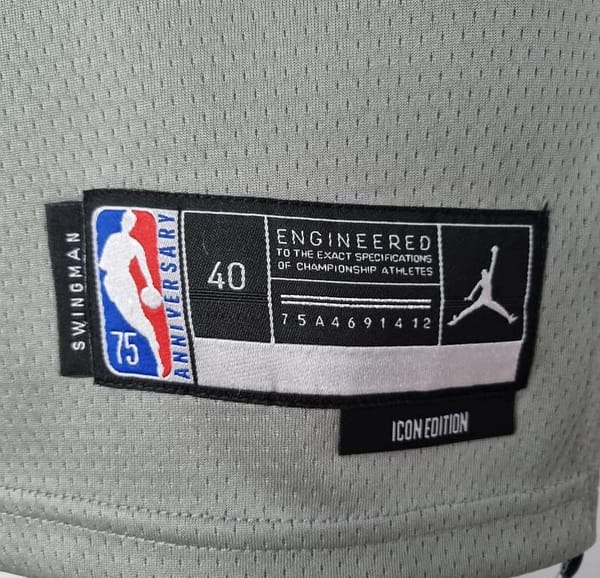 SWINGMAN
75
ANNIVERSARY
40
ENGINEERED
TO THE EXACT SPECIFICATIONS
OF CHAMPIONSHIP ATHLETES
75A4691412
ICON EDITION